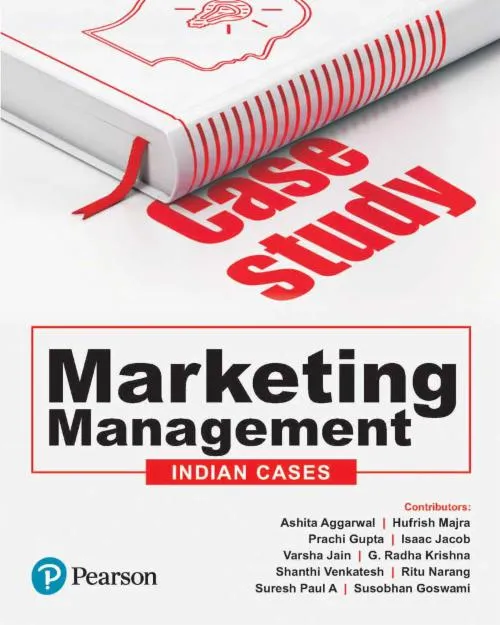 Case
study
Marketing
Management
INDIAN CASES
Contributors:
Ashita Aggarwal | Hufrish Majra
Prachi Gupta | Isaac Jacob
Varsha Jain | G. Radha Krishna
Shanthi Venkatesh | Ritu Narang
Suresh Paul A | Susobhan Goswami
P Pearson